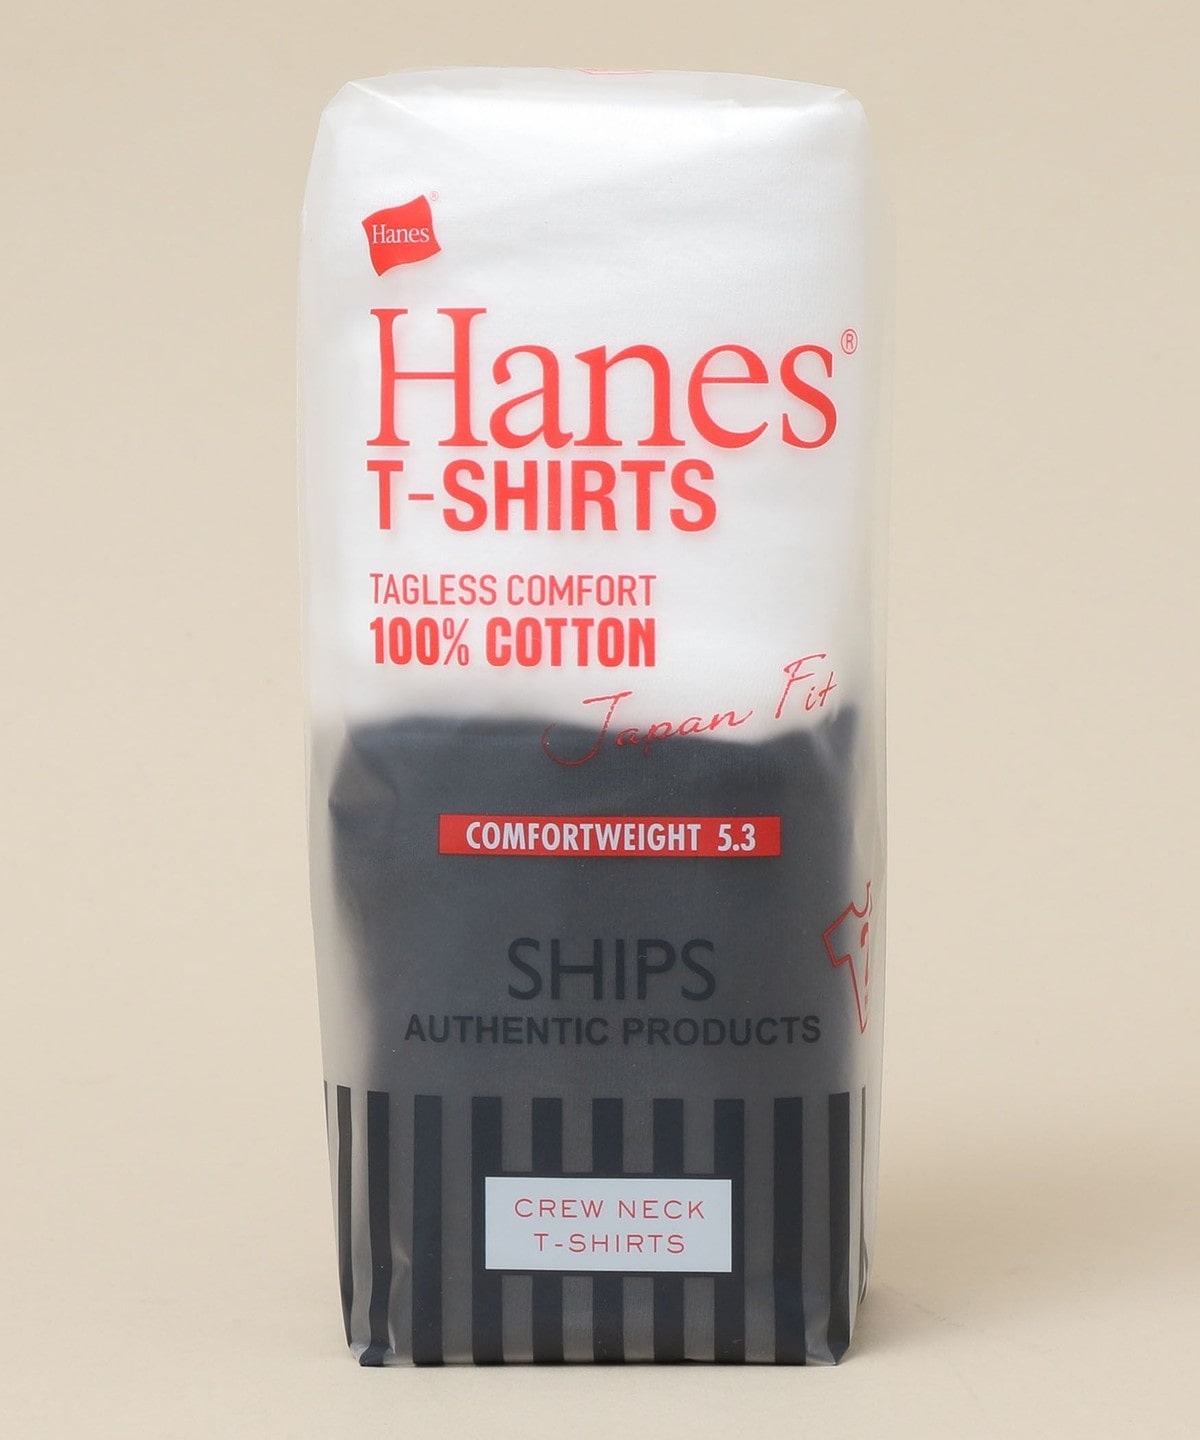 Hanes®
Hanes®
T-SHIRTS
TAGLESS COMFORT
100% COTTON
Japan Fit
COMFORTWEIGHT 5.3
SHIPS
AUTHENTIC PRODUCTS
CREW NECK
T-SHIRTS